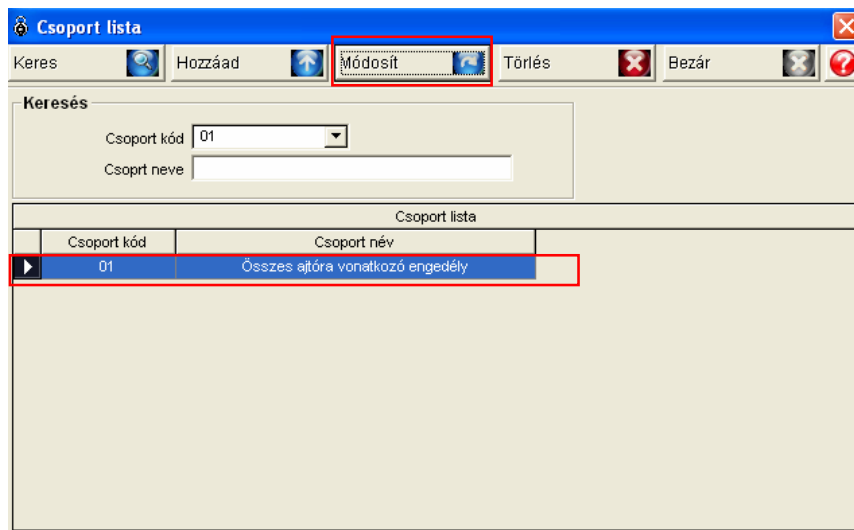 Csoport lista
Keres Hozzáad Módosít Törlés Bezár
Keresés
Csoport kód 01
Csoprt neve
Csoport lista
Csoport kód Csoport név
01 Összes ajtóra vonatkozó engedély